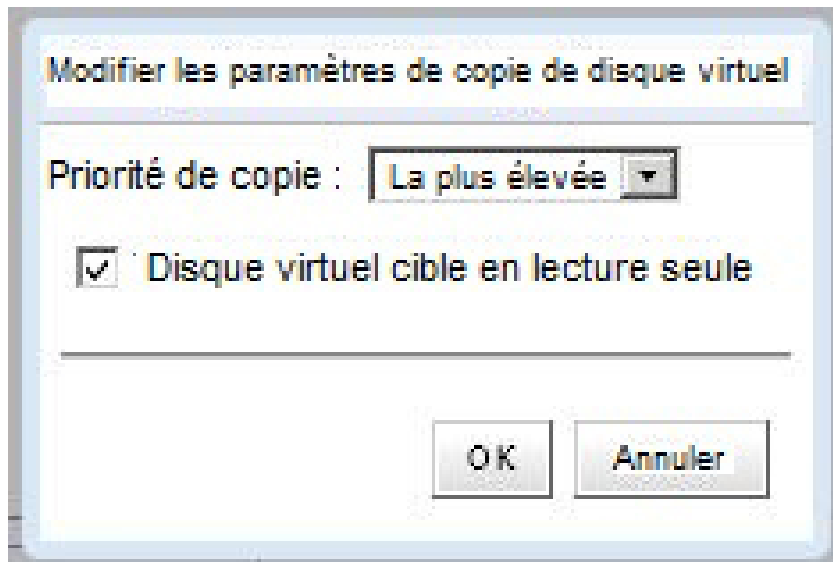 Modifier les paramètres de copie de disque virtuel
Priorité de copie : La plus élevée
Disque virtuel cible en lecture seule
OK Annuler